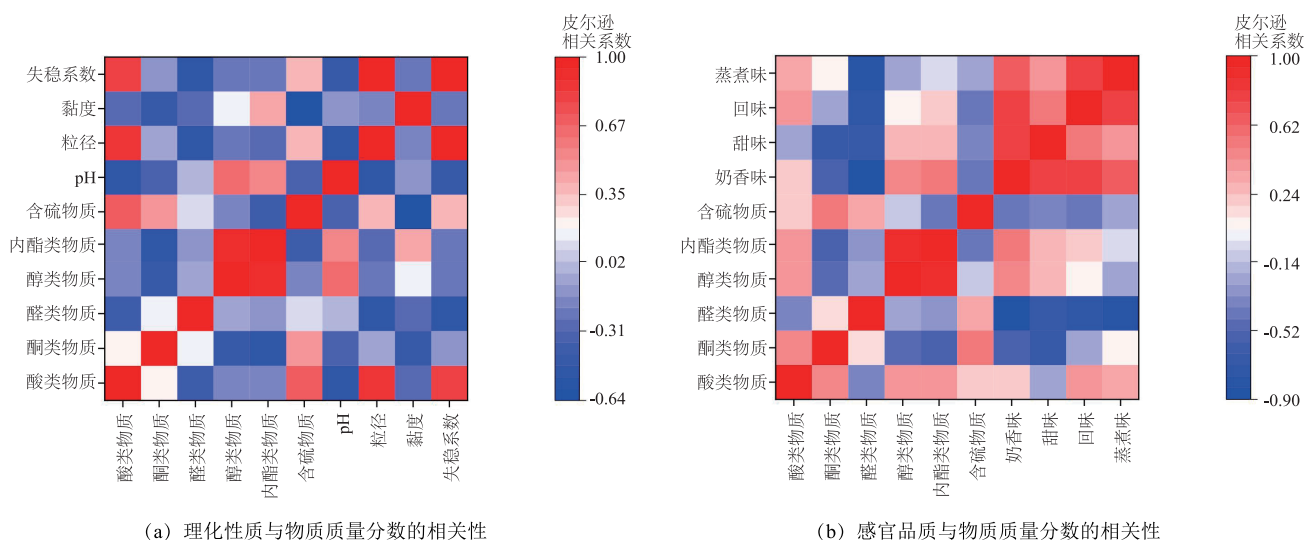 皮尔逊
相关系数
失稳系数
黏度
粒径
pH
含硫物质
内酯类物质
醇类物质
醛类物质
酮类物质
酸类物质
酸类物质
酮类物质
醛类物质
醇类物质
内酯类物质
含硫物质
pH
粒径
黏度
失稳系数
1.00
0.67
0.35
0.02
-0.31
-0.64
(a) 理化性质与物质质量分数的相关性
皮尔逊
相关系数
蒸煮味
回味
甜味
奶香味
含硫物质
内酯类物质
醇类物质
醛类物质
酮类物质
酸类物质
酸类物质
酮类物质
醛类物质
醇类物质
内酯类物质
含硫物质
奶香味
甜味
回味
蒸煮味
1.00
0.62
0.24
-0.14
-0.52
-0.90
(b) 感官品质与物质质量分数的相关性